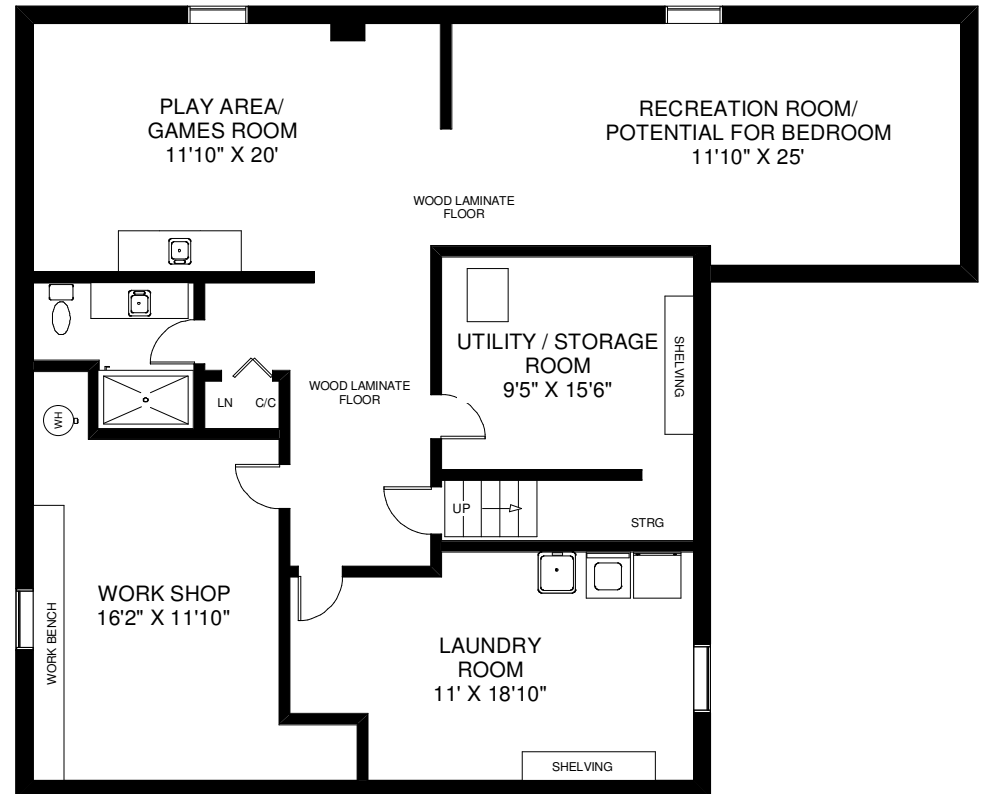 PLAY AREA/
GAMES ROOM
11'10" X 20'
RECREATION ROOM/
POTENTIAL FOR BEDROOM
11'10" X 25'
WOOD LAMINATE
FLOOR
UTILITY / STORAGE
ROOM
9'5" X 15'6"
SHELVING
WOOD LAMINATE
FLOOR
LN
C/C
WH
UP
STRG
WORK SHOP
16'2" X 11'10"
WORK BENCH
LAUNDRY
ROOM
11' X 18'10"
SHELVING